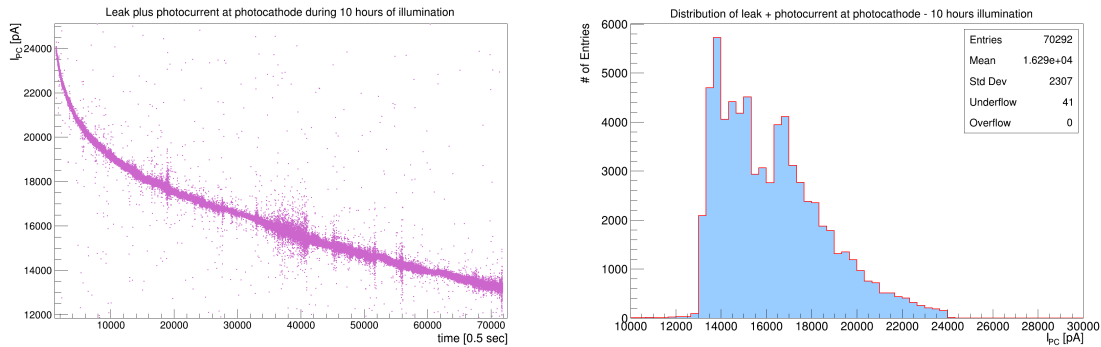 Leak plus photocurrent at photocathode during 10 hours of illumination
I_PC [pA]
24000
22000
20000
18000
16000
14000
12000
10000 20000 30000 40000 50000 60000 70000
time [0.5 sec]
Distribution of leak + photocurrent at photocathode - 10 hours illumination
# of Entries
6000
5000
4000
3000
2000
1000
0
10000 12000 14000 16000 18000 20000 22000 24000 26000 28000 30000
I_PC [pA]
Entries 70292
Mean 1.629e+04
Std Dev 2307
Underflow 41
Overflow 0